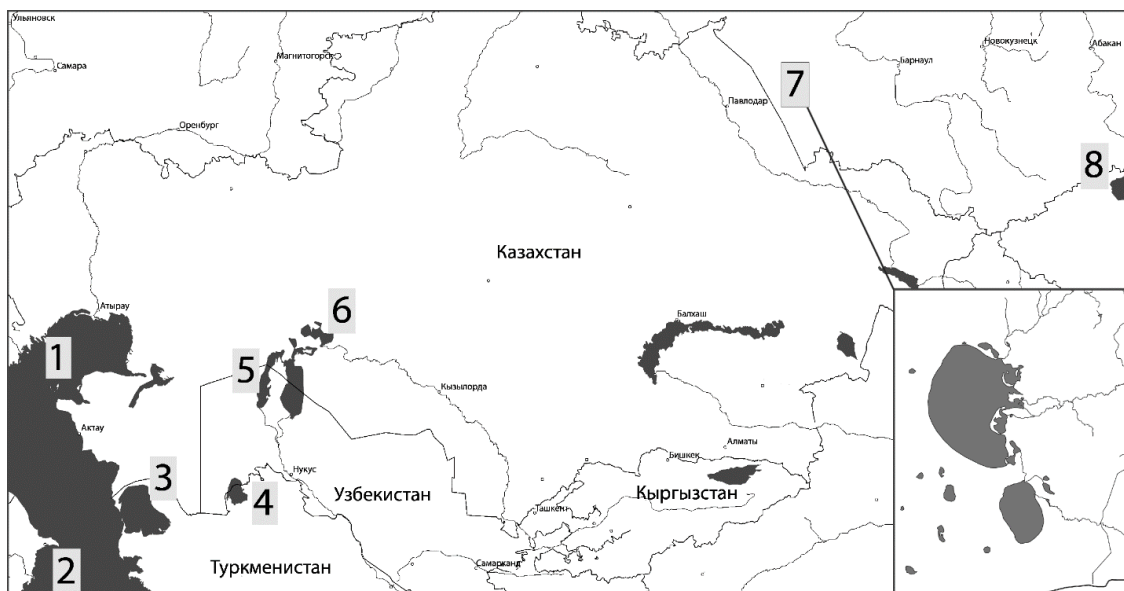 Ульяновск
Самара
Магнитогорск
Оренбург
Новокузнецк
Абакан
Барнаул
Павлодар
7
8
Казахстан
Атырау
1
6
5
Балхаш
Кызылорда
Актау
3
4
Нукус
Узбекистан
Алматы
Бишкек
Кыргызстан
Ташкент
2
Туркменистан
Самарканд